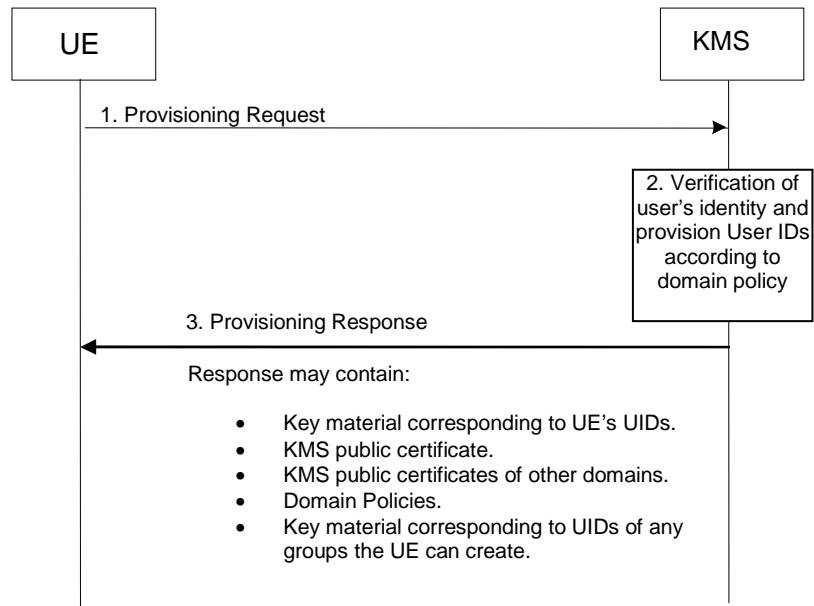 UE
KMS
1. Provisioning Request
2. Verification of
user's identity and
provision User IDs
according to
domain policy
3. Provisioning Response
Response may contain:
• Key material corresponding to UE's UIDs.
• KMS public certificate.
• KMS public certificates of other domains.
• Domain Policies.
• Key material corresponding to UIDs of any
groups the UE can create.